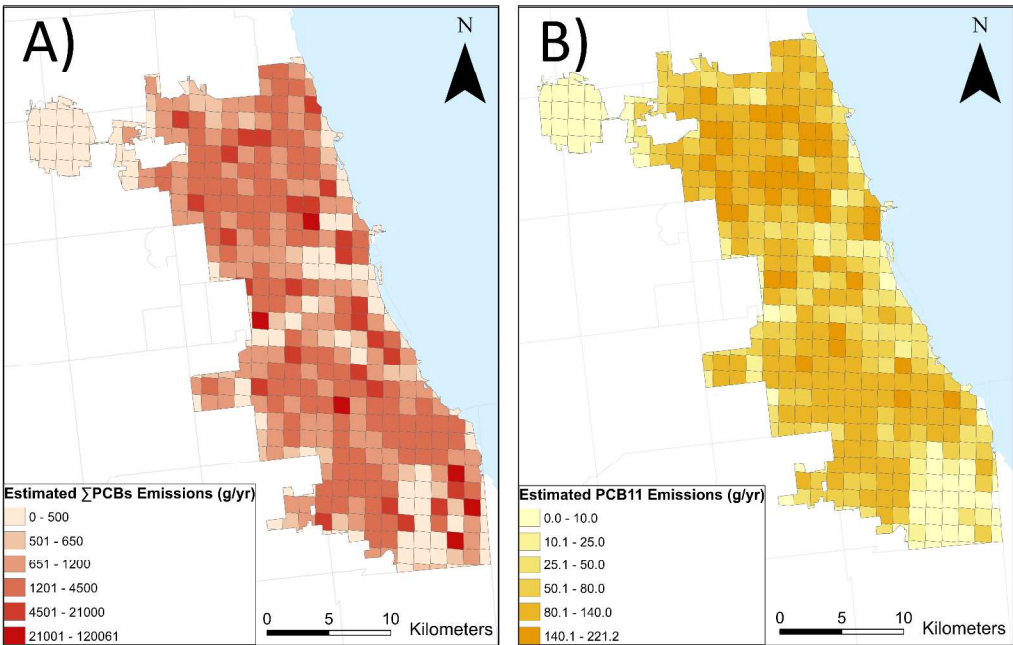 A)
N
Estimated ∑PCBs Emissions (g/yr)
0 - 500
501 - 650
651 - 1200
1201 - 4500
4501 - 21000
21001 - 120061
0 5 10
Kilometers
B)
N
Estimated PCB11 Emissions (g/yr)
0.0 - 10.0
10.1 - 25.0
25.1 - 50.0
50.1 - 80.0
80.1 - 140.0
140.1 - 221.2
0 5 10
Kilometers